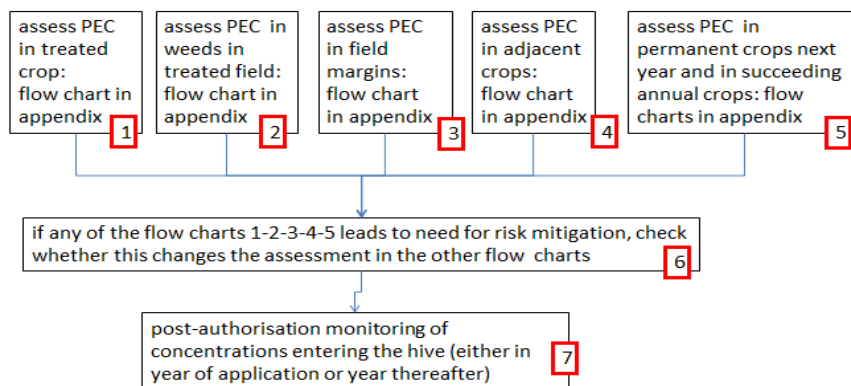 assess PEC
in treated
crop:
flow chart in
appendix
1
assess PEC in
weeds in
treated field:
flow chart in
appendix
2
assess PEC
in field
margins:
flow chart
in appendix
3
assess PEC
in adjacent
crops:
flow chart
in appendix
4
assess PEC in
permanent crops next
year and in succeeding
annual crops: flow
charts in appendix
5
if any of the flow charts 1-2-3-4-5 leads to need for risk mitigation, check
whether this changes the assessment in the other flow charts
6
post-authorisation monitoring of
concentrations entering the hive (either in
year of application or year thereafter)
7